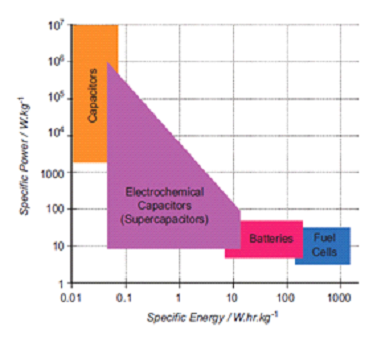 Specific Power / W.kg⁻¹
10⁷
10⁶
10⁵
10⁴
1000
100
10
1
Capacitors
Electrochemical
Capacitors
(Supercapacitors)
Batteries
Fuel
Cells
0.01 0.1 1 10 100 1000
Specific Energy / W.hr.kg⁻¹